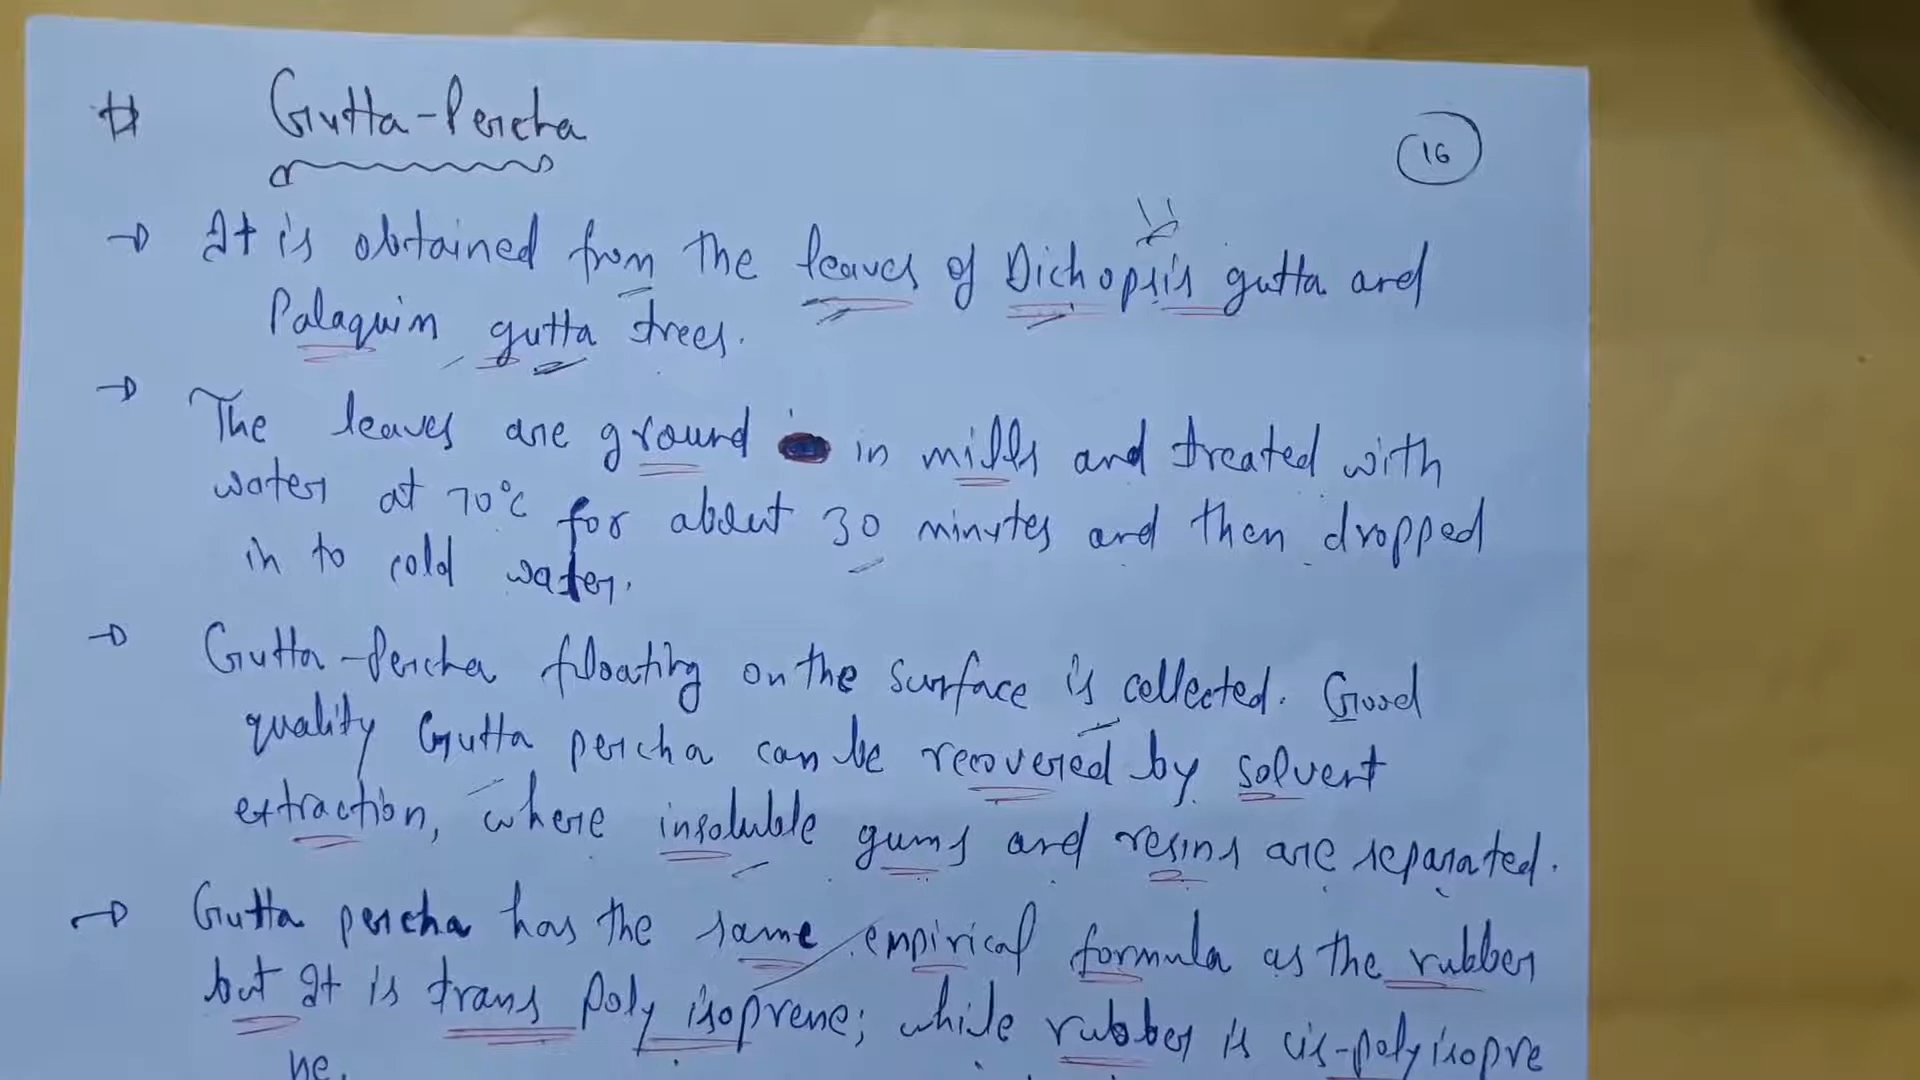 # Gutta-Percha
16
→ It is obtained from the leaves of Dichopsis gutta and
Palaquim gutta trees.
→ The leaves are ground in mills and treated with
water at 70°C for about 30 minutes and then dropped
in to cold water.
→ Gutta-Percha floating on the surface is collected. Good
quality Gutta percha can be recovered by solvent
extraction, where insoluble gums and resins are separated.
→ Gutta percha has the same empirical formula as the rubber
but It is trans Poly isoprene; while rubber is cis-polyisopre
ne.